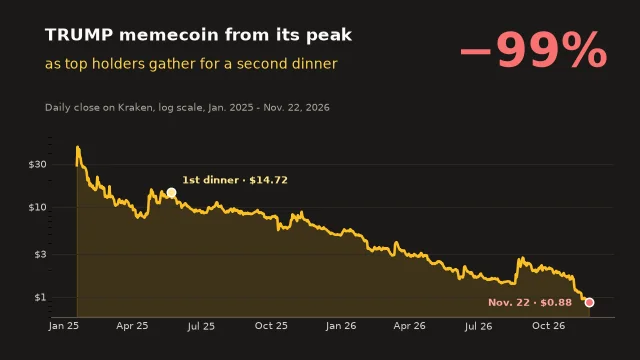 TRUMP memecoin from its peak
−99%
as top holders gather for a second dinner
Daily close on Kraken, log scale, Jan. 2025 - Nov. 22, 2026
$30
1st dinner · $14.72
$10
$3
$1
Nov. 22 · $0.88
Jan 25 Apr 25 Jul 25 Oct 25 Jan 26 Apr 26 Jul 26 Oct 26